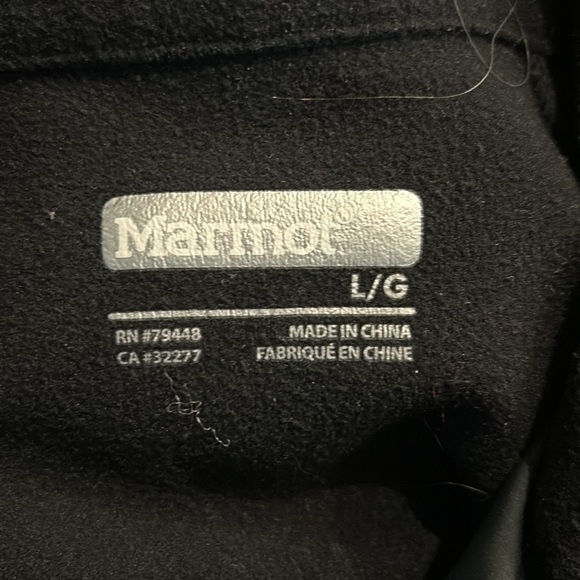 Marmot
L/G
RN #79448 MADE IN CHINA
CA #32277 FABRIQUÉ EN CHINE